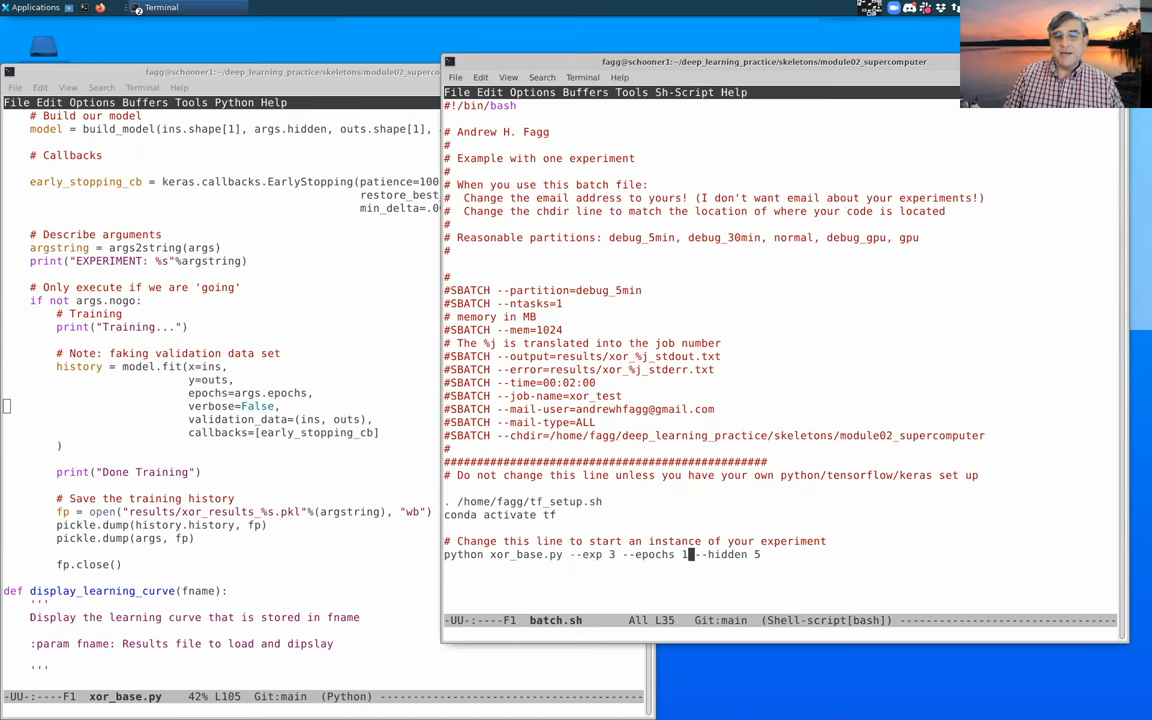 Applications
Terminal
fagg@schooner1:~/deep_learning_practice/skeletons/module02_superco
File Edit View Search Terminal Help
File Edit Options Buffers Tools Python Help
# Build our model
model = build_model(ins.shape[1], args.hidden, outs.shape[1],
# Callbacks
early_stopping_cb = keras.callbacks.EarlyStopping(patience=100
restore_best
min_delta=.00
# Describe arguments
argstring = args2string(args)
print("EXPERIMENT: %s"%argstring)
# Only execute if we are 'going'
if not args.nogo:
# Training
print("Training...")
# Note: faking validation data set
history = model.fit(x=ins,
y=outs,
epochs=args.epochs,
verbose=False,
validation_data=(ins, outs),
callbacks=[early_stopping_cb]
)
print("Done Training")
# Save the training history
fp = open("results/xor_results_%s.pkl"%(argstring), "wb")
pickle.dump(history.history, fp)
pickle.dump(args, fp)
fp.close()
def display_learning_curve(fname):
'''
Display the learning curve that is stored in fname
:param fname: Results file to load and dipslay
'''
-UU-:----F1 xor_base.py 42% L105 Git:main (Python)
fagg@schooner1:~/deep_learning_practice/skeletons/module02_supercomputer
File Edit View Search Terminal Help
File Edit Options Buffers Tools Sh-Script Help
#!/bin/bash
# Andrew H. Fagg
#
# Example with one experiment
#
# When you use this batch file:
# Change the email address to yours! (I don't want email about your experiments!)
# Change the chdir line to match the location of where your code is located
#
# Reasonable partitions: debug_5min, debug_30min, normal, debug_gpu, gpu
#
#
#SBATCH --partition=debug_5min
#SBATCH --ntasks=1
# memory in MB
#SBATCH --mem=1024
# The %j is translated into the job number
#SBATCH --output=results/xor_%j_stdout.txt
#SBATCH --error=results/xor_%j_stderr.txt
#SBATCH --time=00:02:00
#SBATCH --job-name=xor_test
#SBATCH --mail-user=andrewhfagg@gmail.com
#SBATCH --mail-type=ALL
#SBATCH --chdir=/home/fagg/deep_learning_practice/skeletons/module02_supercomputer
#
#################################################
# Do not change this line unless you have your own python/tensorflow/keras set up
. /home/fagg/tf_setup.sh
conda activate tf
# Change this line to start an instance of your experiment
python xor_base.py --exp 3 --epochs 1 --hidden 5
-UU-:----F1 batch.sh All L35 Git:main (Shell-script[bash])